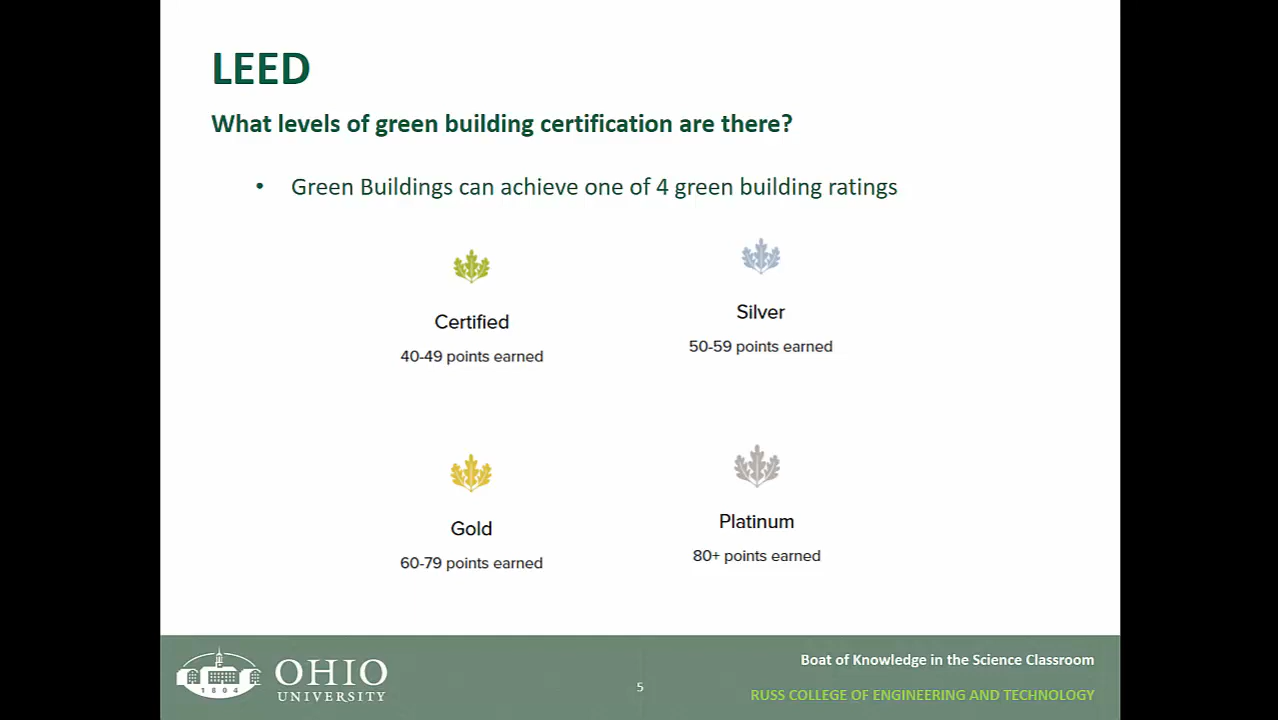 LEED
What levels of green building certification are there?
• Green Buildings can achieve one of 4 green building ratings
Certified
40-49 points earned
Silver
50-59 points earned
Gold
60-79 points earned
Platinum
80+ points earned
1804
OHIO
UNIVERSITY
5
Boat of Knowledge in the Science Classroom
RUSS COLLEGE OF ENGINEERING AND TECHNOLOGY